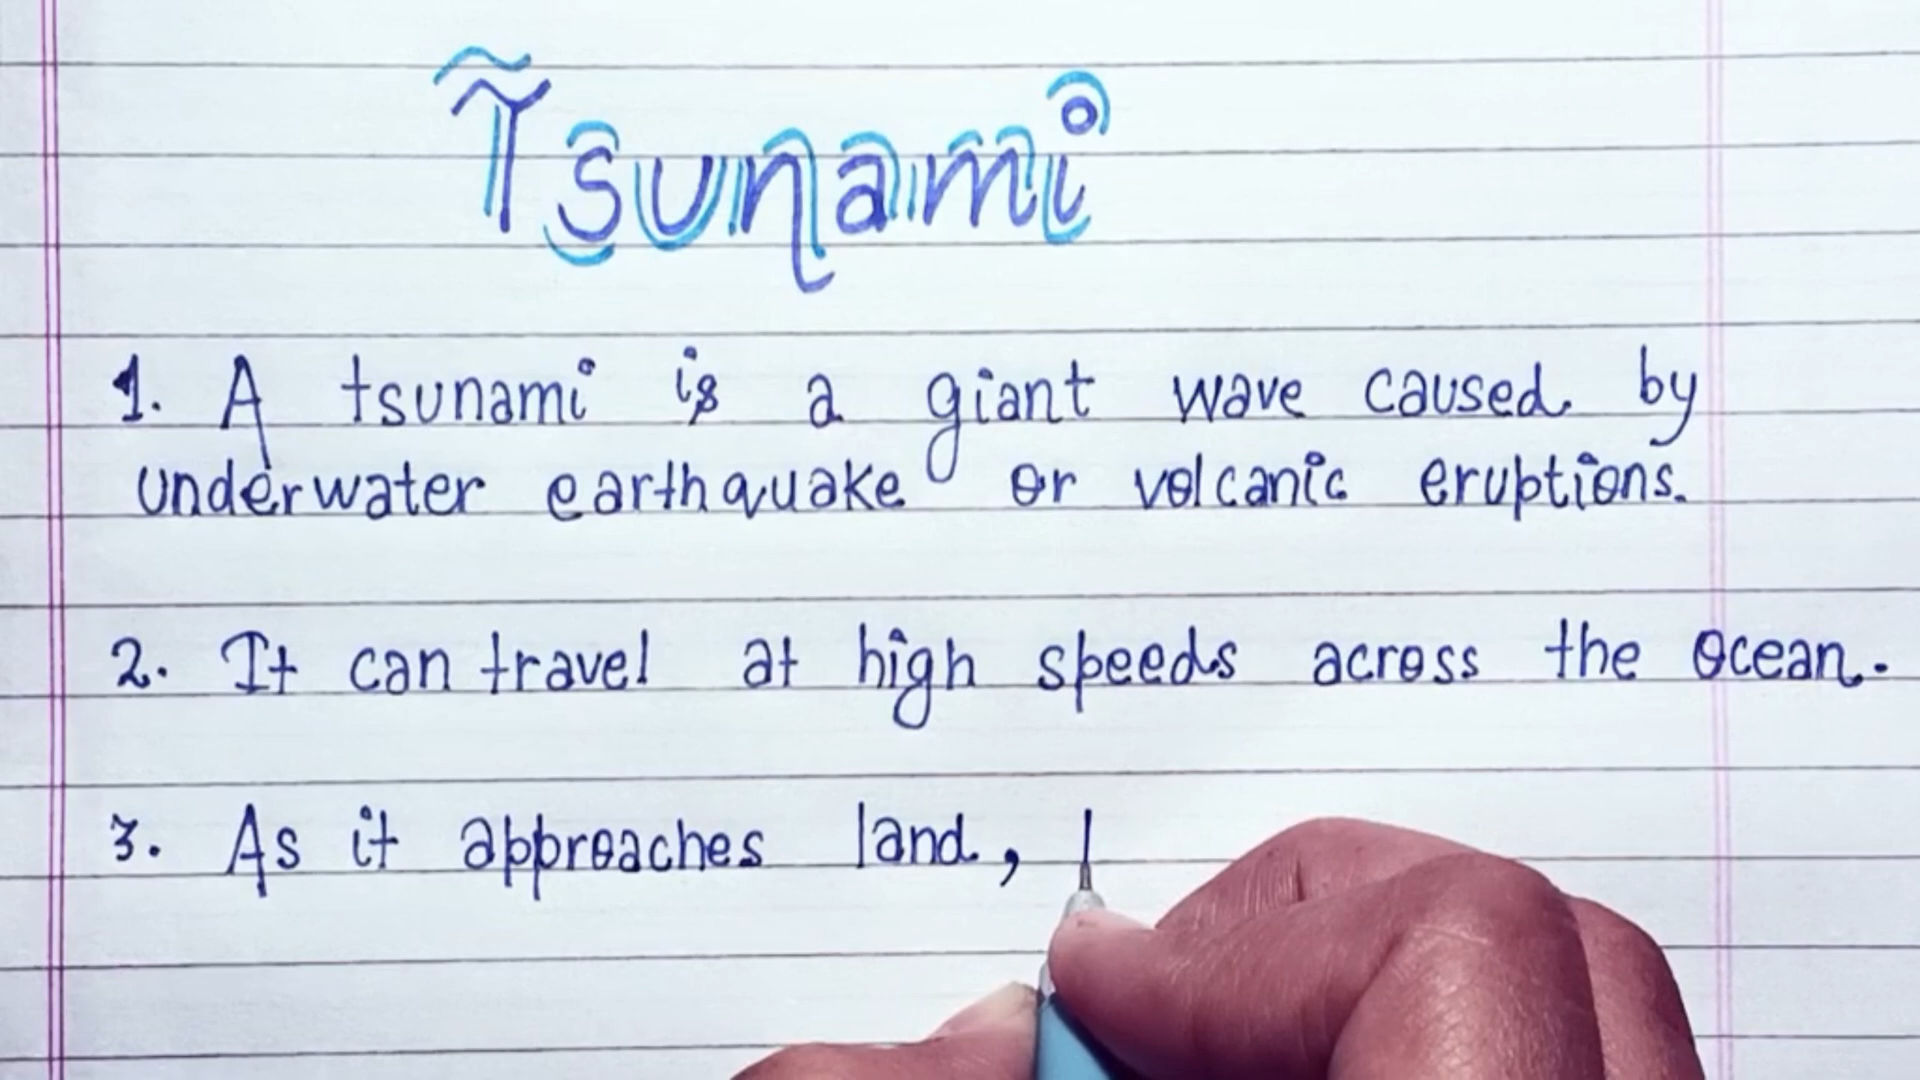 Tsunami
1. A tsunami is a giant wave caused by
underwater earthquake or volcanic eruptions.
2. It can travel at high speeds across the ocean.
3. As it approaches land,